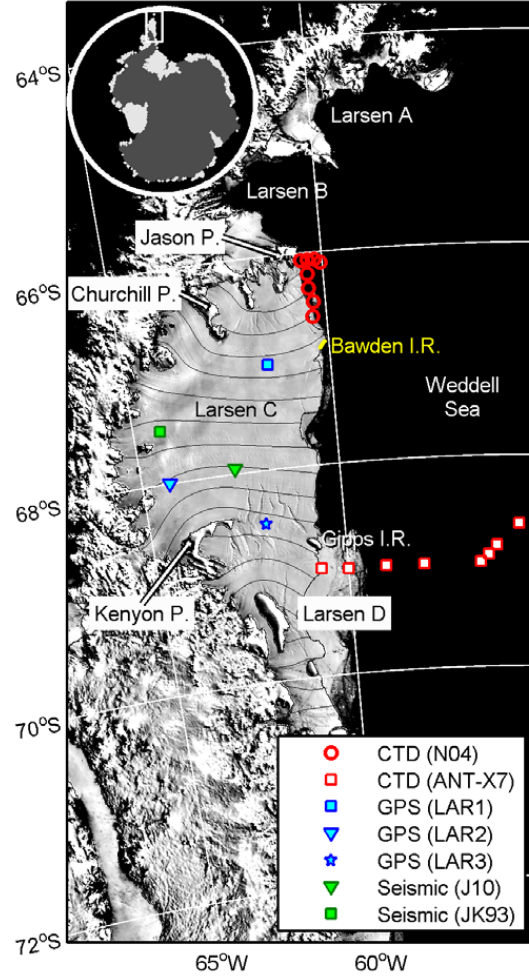 64°S
Larsen A
Larsen B
Jason P.
66°S
Churchill P.
Bawden I.R.
Weddell
Sea
Larsen C
68°S
Gipps I.R.
Kenyon P.
Larsen D
70°S
CTD (N04)
CTD (ANT-X7)
GPS (LAR1)
GPS (LAR2)
GPS (LAR3)
Seismic (J10)
Seismic (JK93)
72°S
65°W
60°W